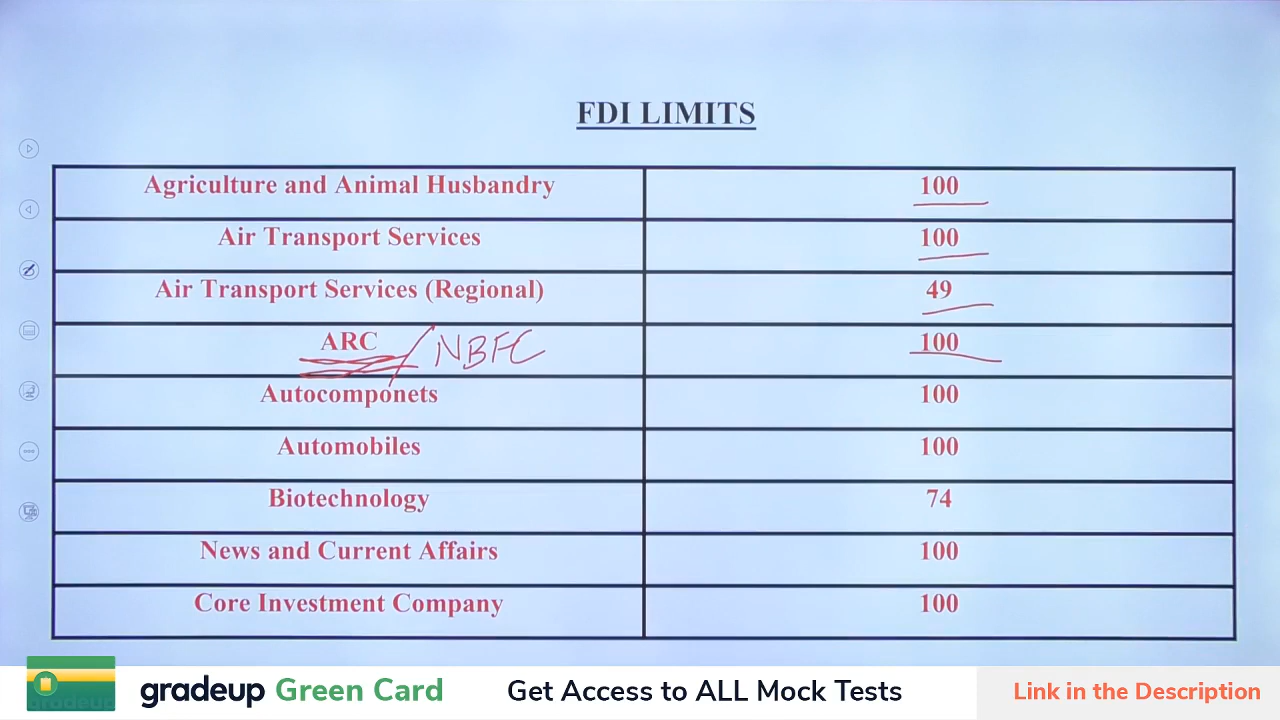 FDI LIMITS
Agriculture and Animal Husbandry 100
Air Transport Services 100
Air Transport Services (Regional) 49
ARC / NBFC 100
Autocomponets 100
Automobiles 100
Biotechnology 74
News and Current Affairs 100
Core Investment Company 100
gradeup
gradeup Green Card Get Access to ALL Mock Tests Link in the Description